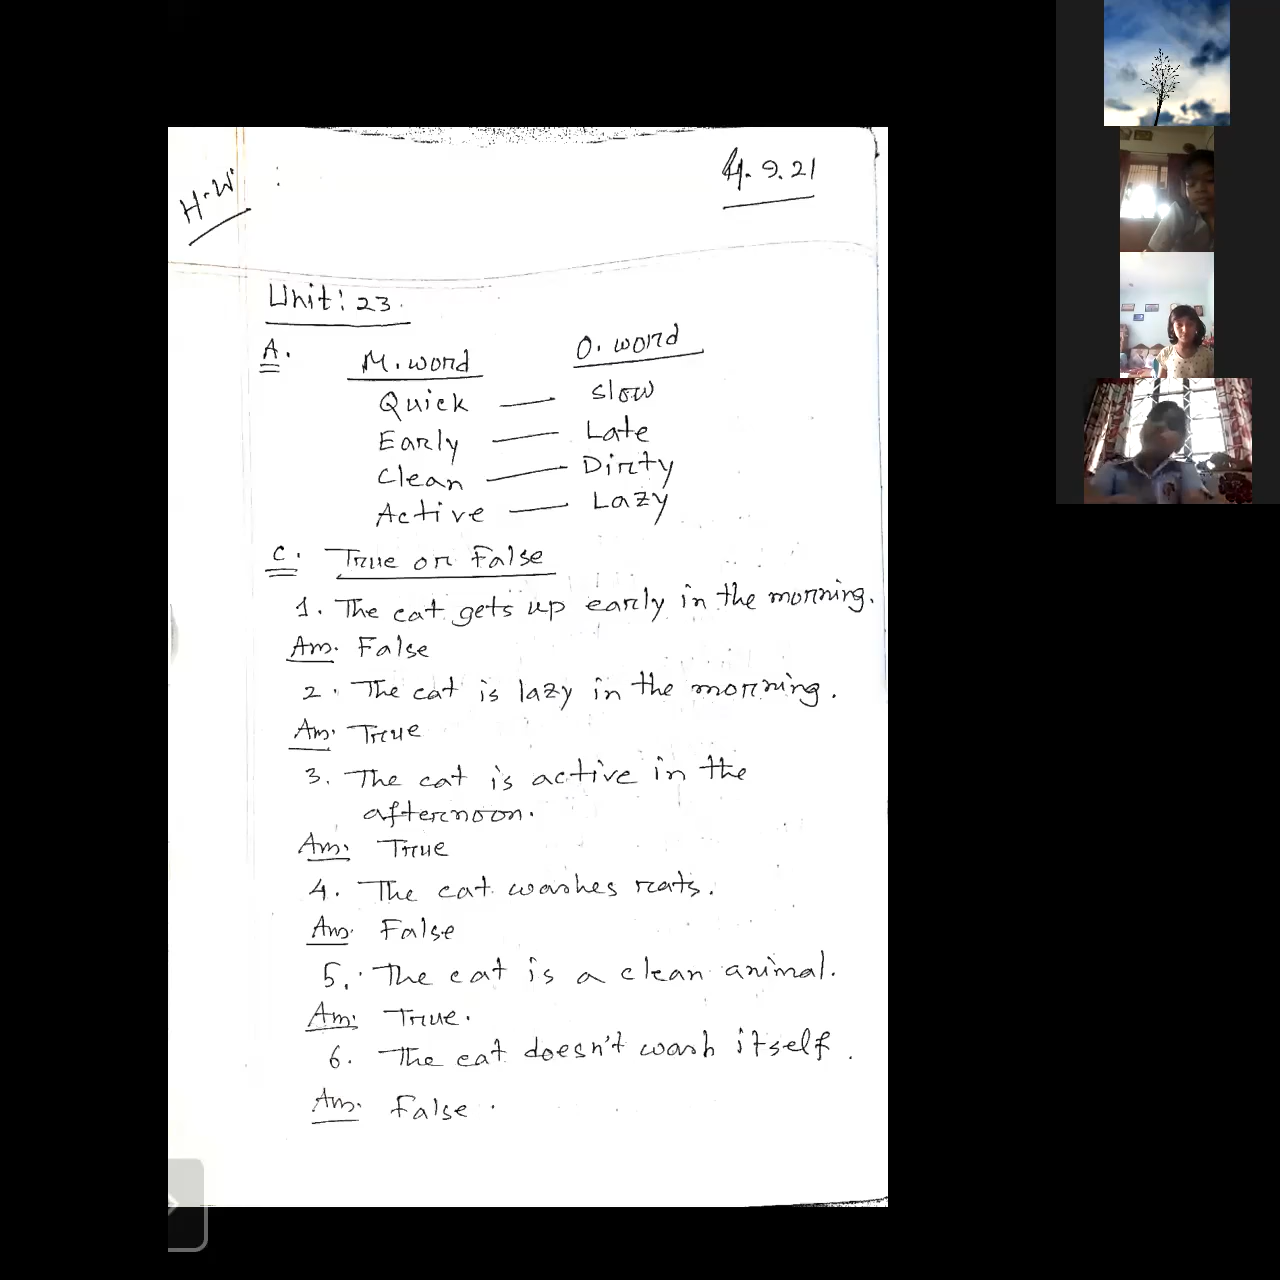 H.W
4.9.21
Unit: 23.
A.
M. word O. word
Quick — Slow
Early — Late
Clean — Dirty
Active — Lazy
C. True or False
1. The cat gets up early in the morning.
Ans. False
2. The cat is lazy in the morning.
Ans. True
3. The cat is active in the
afternoon.
Ans. True
4. The cat washes rats.
Ans. False
5. The cat is a clean animal.
Ans. True.
6. The cat doesn't wash itself.
Ans. False.